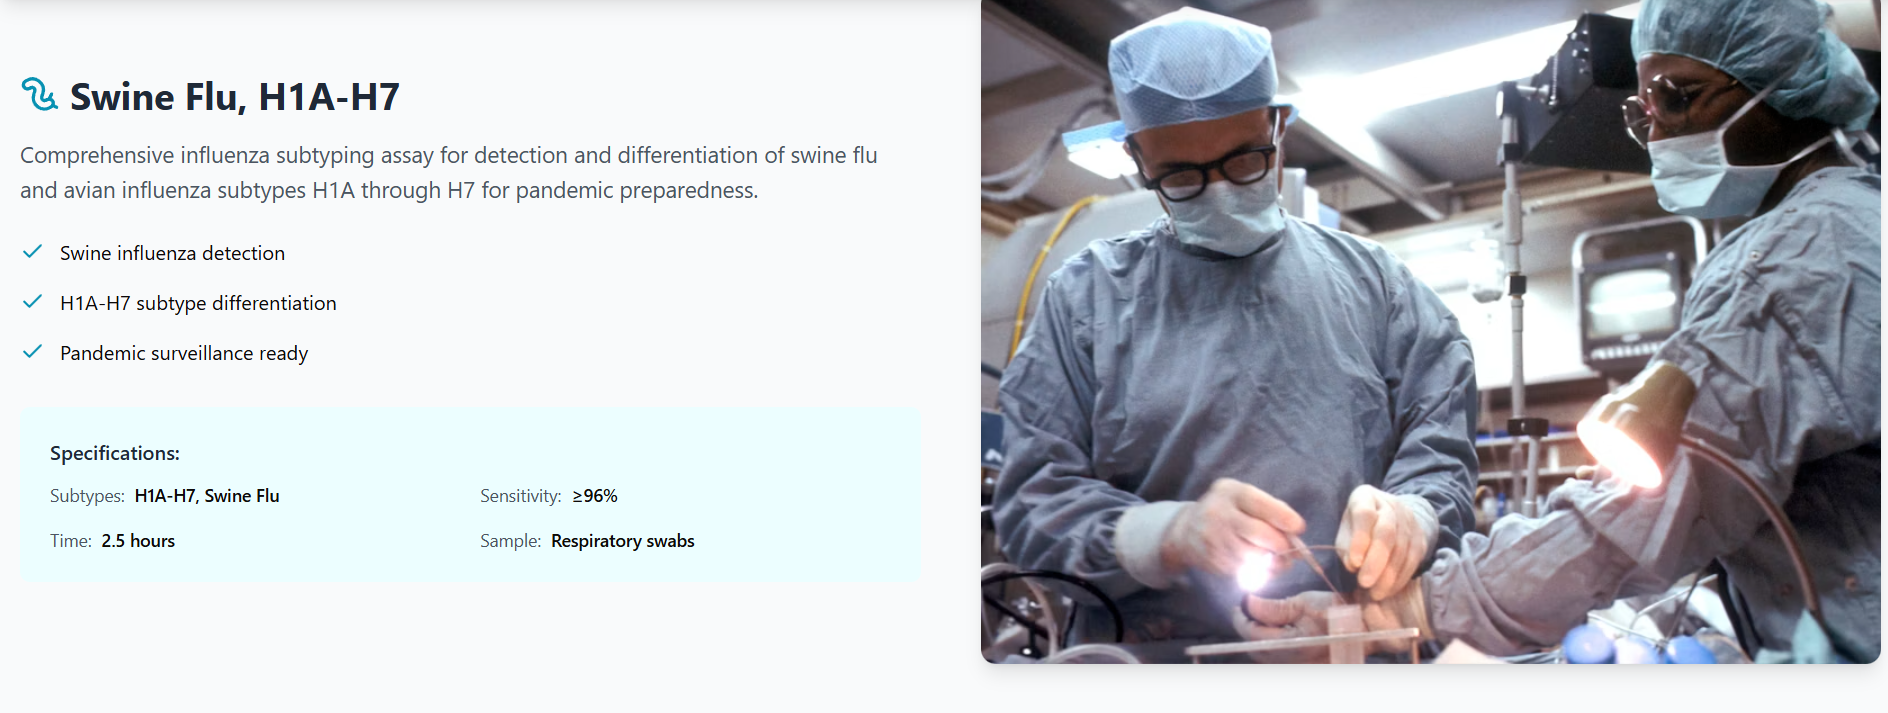 Swine Flu, H1A-H7
Comprehensive influenza subtyping assay for detection and differentiation of swine flu
and avian influenza subtypes H1A through H7 for pandemic preparedness.
Swine influenza detection
H1A-H7 subtype differentiation
Pandemic surveillance ready
Specifications:
Subtypes: H1A-H7, Swine Flu
Sensitivity: ≥96%
Time: 2.5 hours
Sample: Respiratory swabs